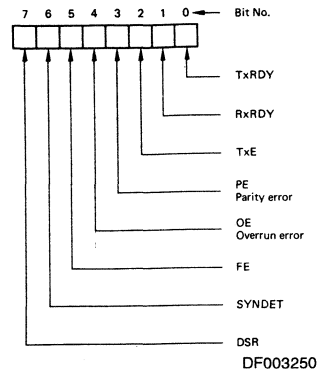 7 6 5 4 3 2 1 0 Bit No.
TxRDY
RxRDY
TxE
PE
Parity error
OE
Overrun error
FE
SYNDET
DSR
DF003250